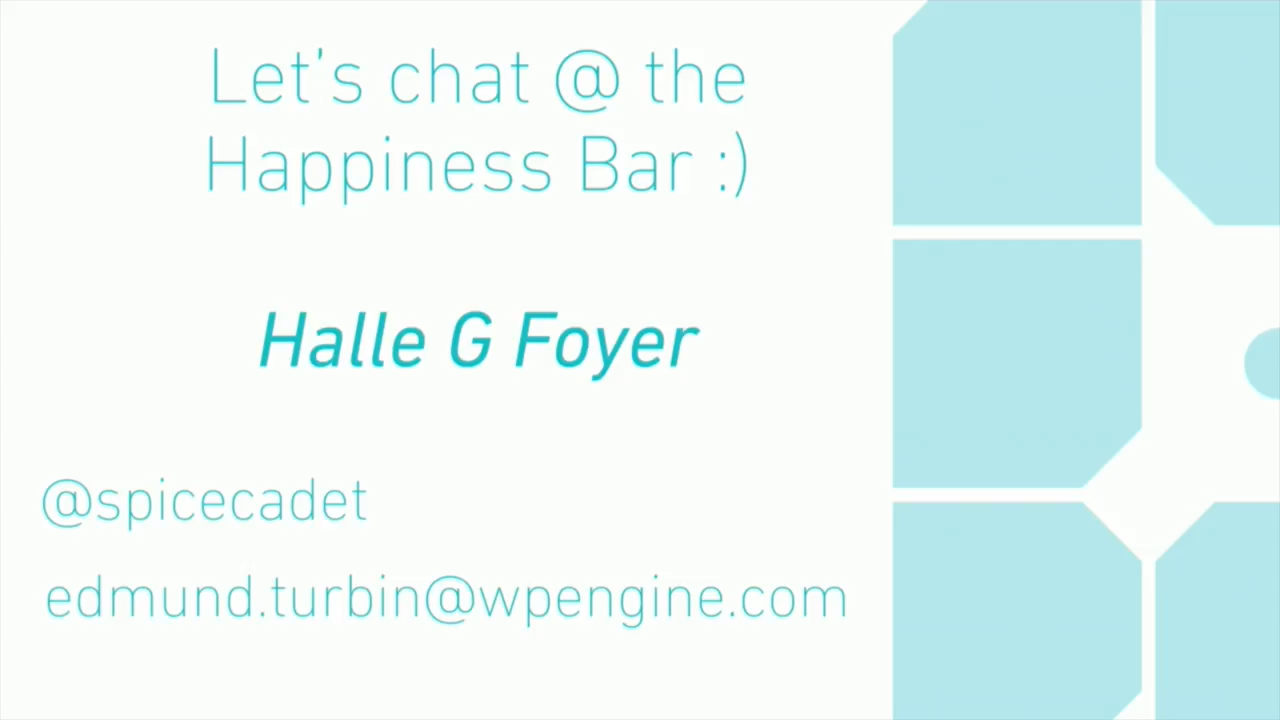 Let's chat @ the
Happiness Bar :)
Halle G Foyer
@spicecadet
edmund.turbin@wpengine.com